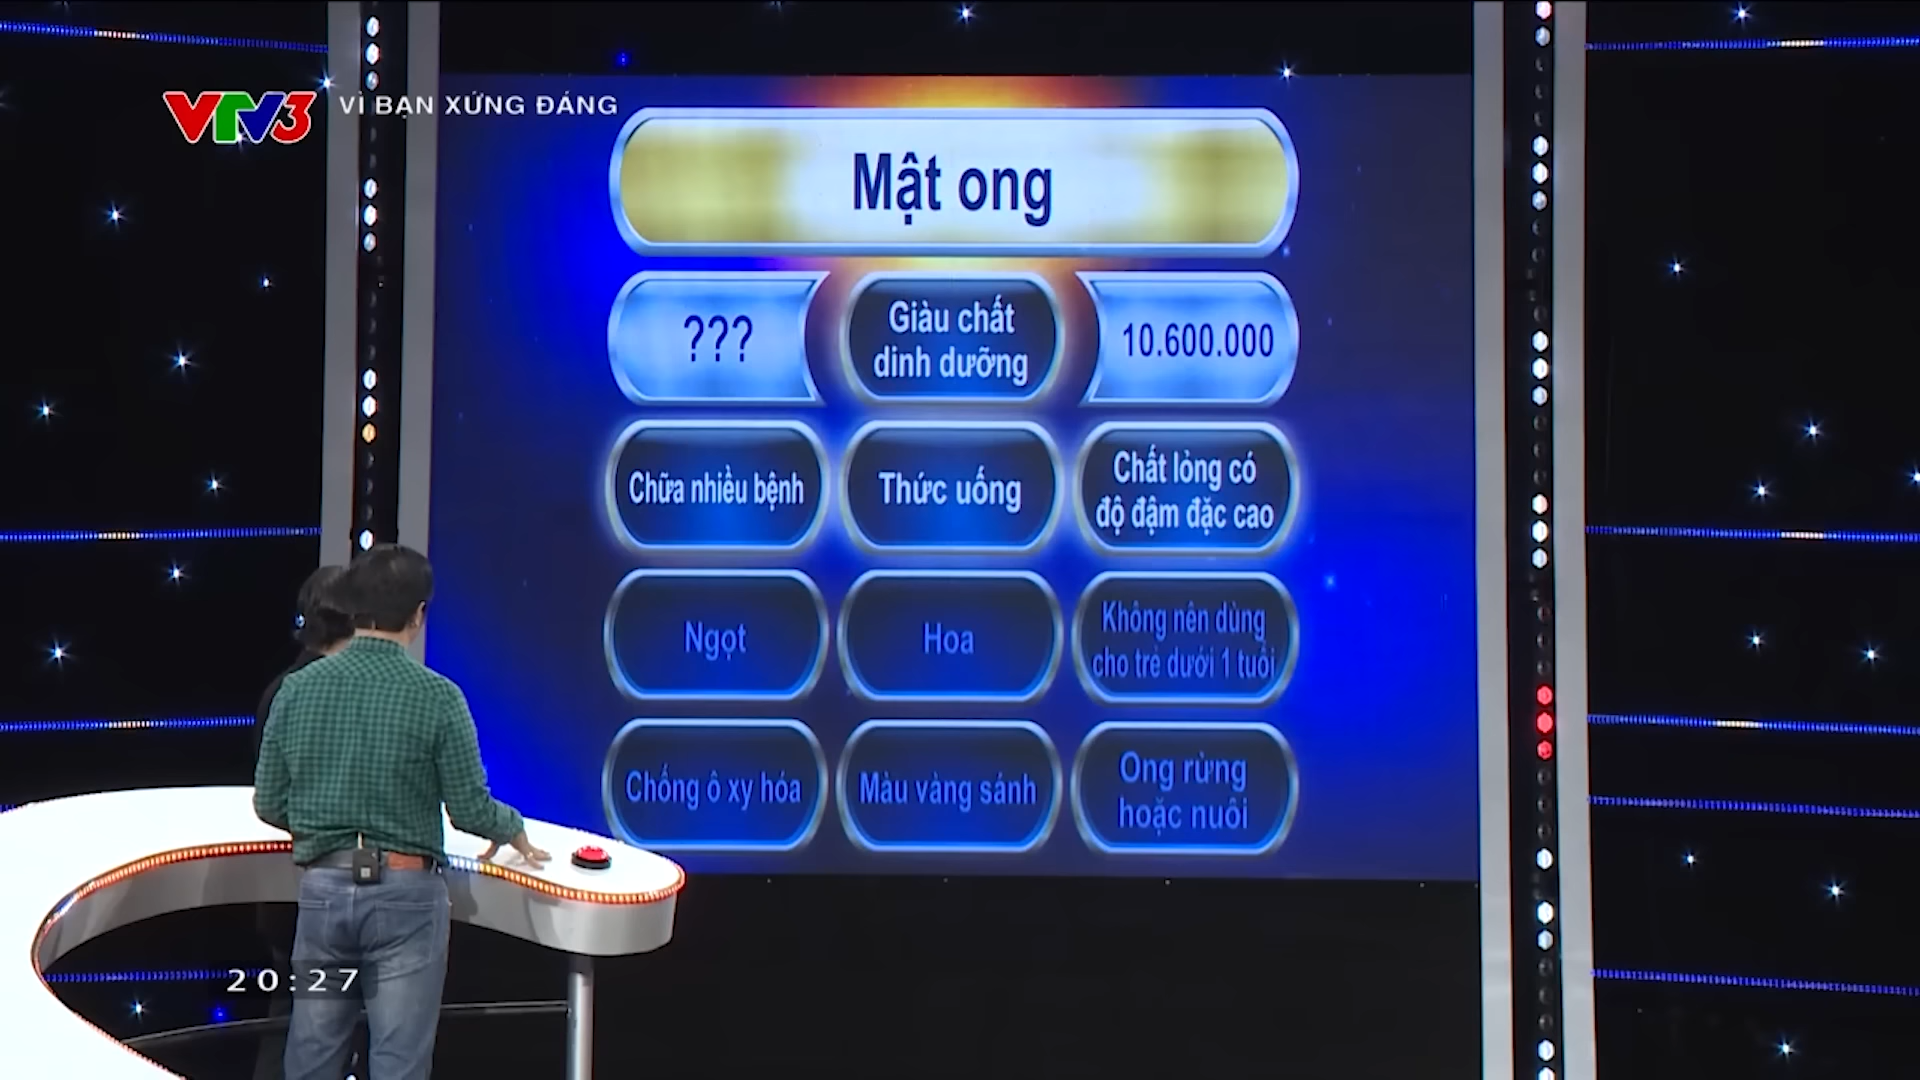 VTV3 VÌ BẠN XỨNG ĐÁNG
Mật ong
???
Giàu chất
dinh dưỡng
10.600.000
Chữa nhiều bệnh
Thức uống
Chất lỏng có
độ đậm đặc cao
Ngọt
Hoa
Không nên dùng
cho trẻ dưới 1 tuổi
Chống ô xy hóa
Màu vàng sánh
Ong rừng
hoặc nuôi
20:27